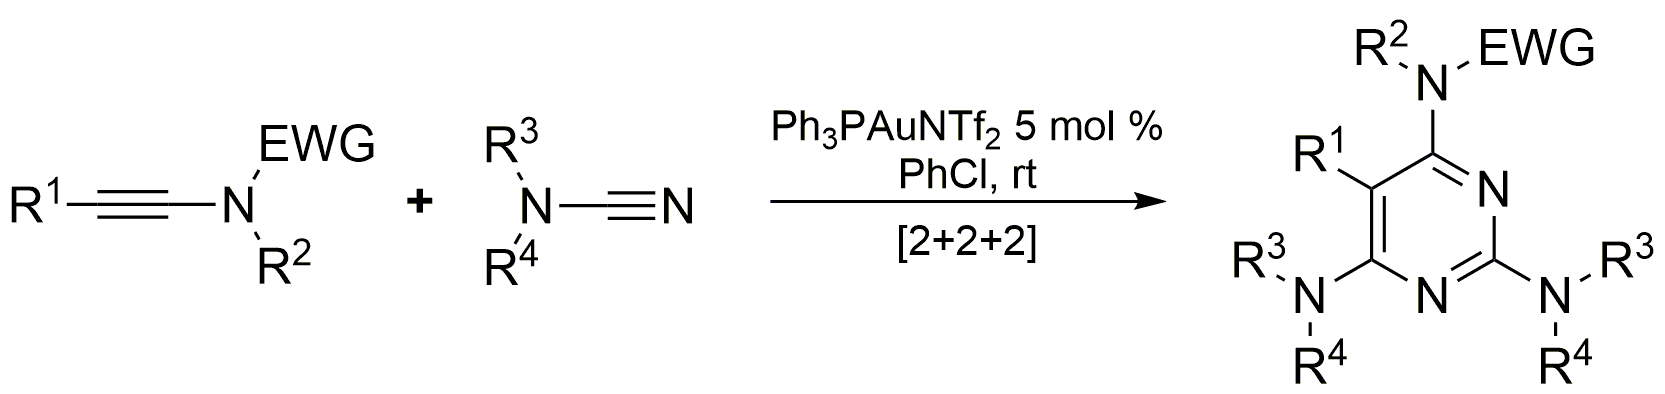 R¹ N EWG R²
+
R³ N N R⁴
Ph₃PAuNTf₂ 5 mol %
PhCl, rt
[2+2+2]
R² N EWG
R¹ N
R³ N N N R³
R⁴ R⁴